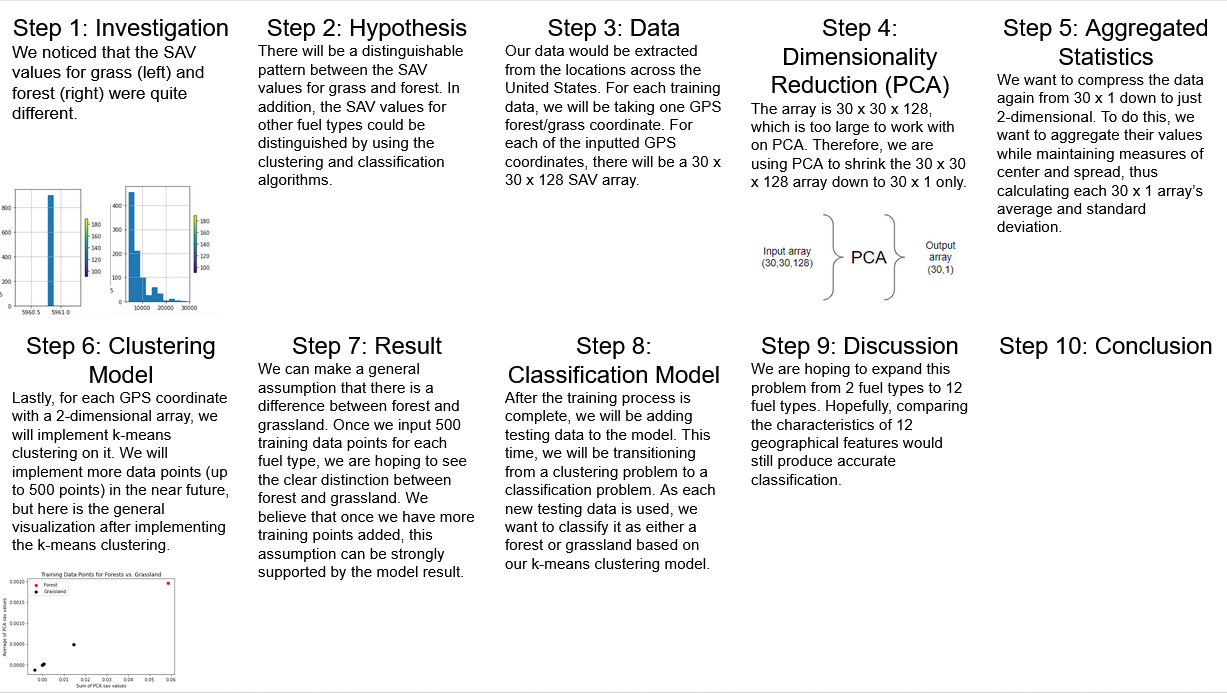 Step 1: Investigation
We noticed that the SAV
values for grass (left) and
forest (right) were quite
different.
800
600
400
200
0
5960.5
5961.0
180
160
140
120
100
5
400
300
200
100
0
10000
20000
30000
180
160
140
120
100
5
Step 2: Hypothesis
There will be a distinguishable
pattern between the SAV
values for grass and forest. In
addition, the SAV values for
other fuel types could be
distinguished by using the
clustering and classification
algorithms.
Step 3: Data
Our data would be extracted
from the locations across the
United States. For each training
data, we will be taking one GPS
forest/grass coordinate. For
each of the inputted GPS
coordinates, there will be a 30 x
30 x 128 SAV array.
Step 4:
Dimensionality
Reduction (PCA)
The array is 30 x 30 x 128,
which is too large to work with
on PCA. Therefore, we are
using PCA to shrink the 30 x 30
x 128 array down to 30 x 1 only.
Input array
(30,30,128)
PCA
Output
array
(30,1)
Step 5: Aggregated
Statistics
We want to compress the data
again from 30 x 1 down to just
2-dimensional. To do this, we
want to aggregate their values
while maintaining measures of
center and spread, thus
calculating each 30 x 1 array's
average and standard
deviation.
Step 6: Clustering
Model
Lastly, for each GPS coordinate
with a 2-dimensional array, we
will implement k-means
clustering on it. We will
implement more data points (up
to 500 points) in the near future,
but here is the general
visualization after implementing
the k-means clustering.
Training Data Points for Forests vs. Grassland
Forest
Grassland
Average of PCA sav values
0.0020
0.0015
0.0010
0.0005
0.0000
0.00
0.01
0.02
0.03
0.04
0.05
0.06
Sum of PCA sav values
Step 7: Result
We can make a general
assumption that there is a
difference between forest and
grassland. Once we input 500
training data points for each
fuel type, we are hoping to see
the clear distinction between
forest and grassland. We
believe that once we have more
training points added, this
assumption can be strongly
supported by the model result.
Step 8:
Classification Model
After the training process is
complete, we will be adding
testing data to the model. This
time, we will be transitioning
from a clustering problem to a
classification problem. As each
new testing data is used, we
want to classify it as either a
forest or grassland based on
our k-means clustering model.
Step 9: Discussion
We are hoping to expand this
problem from 2 fuel types to 12
fuel types. Hopefully, comparing
the characteristics of 12
geographical features would
still produce accurate
classification.
Step 10: Conclusion